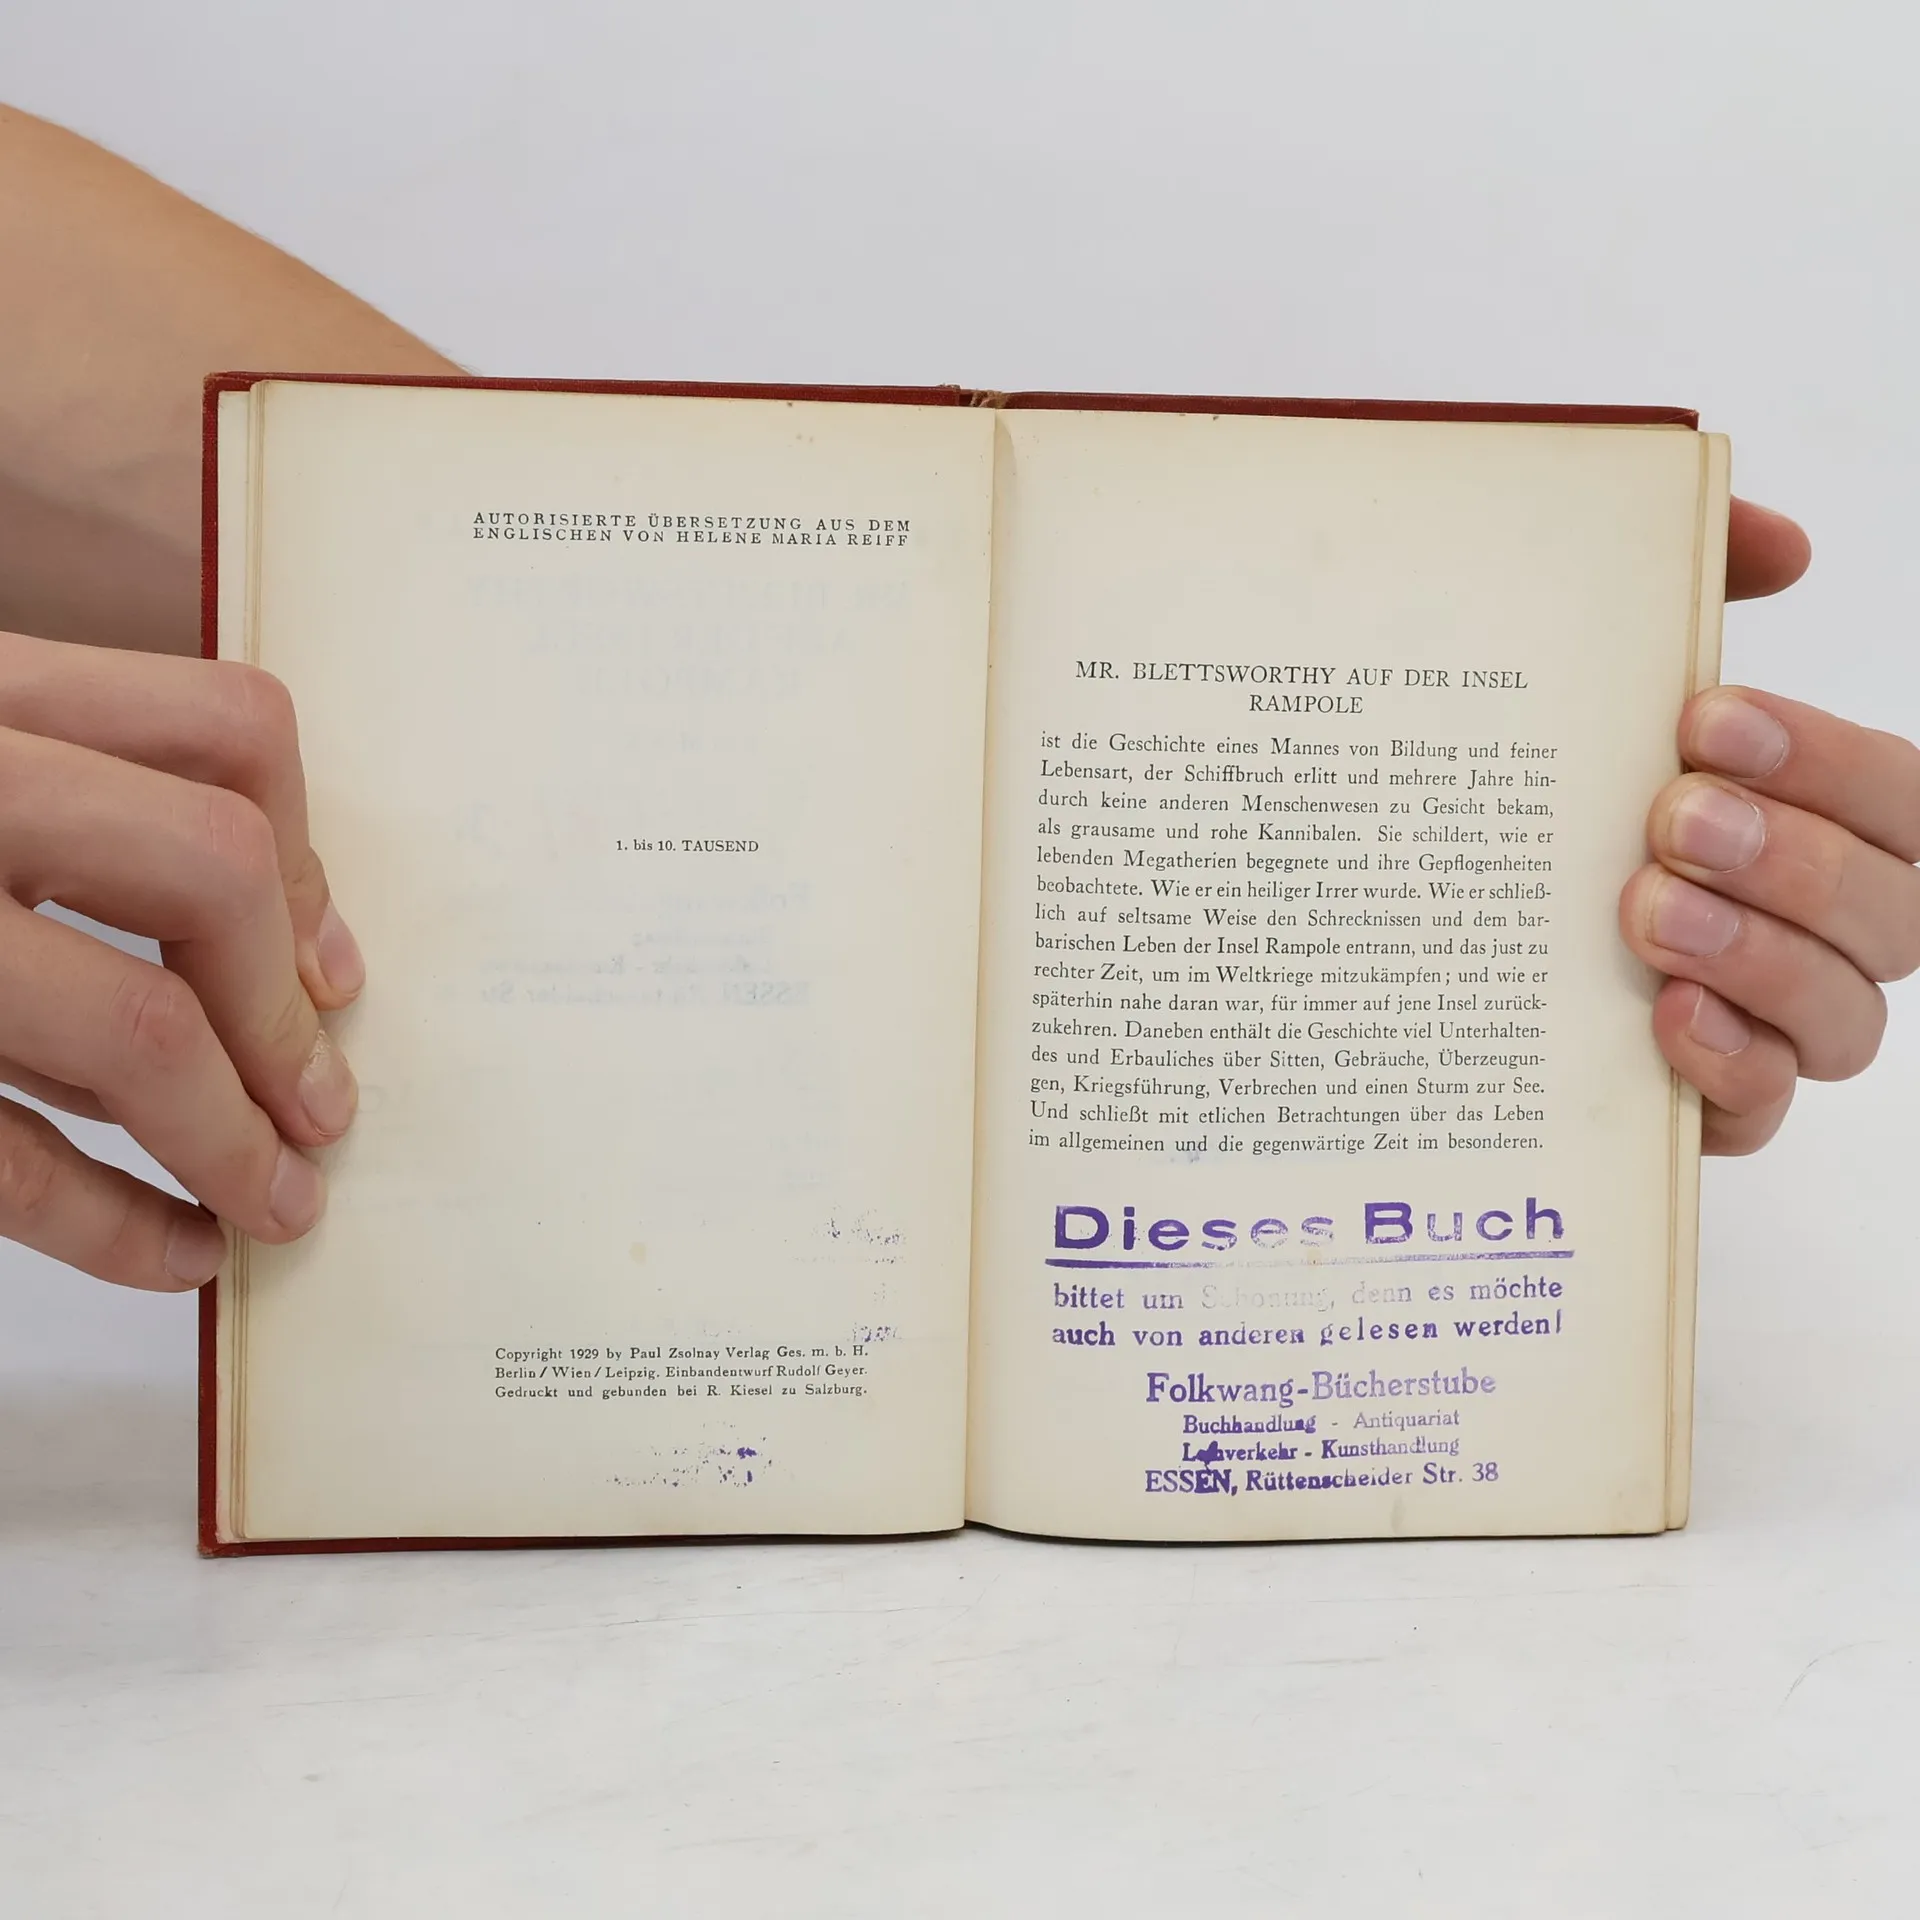 AUTORISIERTE ÜBERSETZUNG AUS DEM
ENGLISCHEN VON HELENE MARIA REIFF
1. bis 10. TAUSEND
Copyright 1929 by Paul Zsolnay Verlag Ges. m. b. H.
Berlin / Wien / Leipzig. Einbandentwurf Rudolf Geyer.
Gedruckt und gebunden bei R. Kiesel zu Salzburg.
MR. BLETTSWORTHY AUF DER INSEL
RAMPOLE
ist die Geschichte eines Mannes von Bildung und feiner
Lebensart, der Schiffbruch erlitt und mehrere Jahre hin-
durch keine anderen Menschenwesen zu Gesicht bekam,
als grausame und rohe Kannibalen. Sie schildert, wie er
lebenden Megatherien begegnete und ihre Gepflogenheiten
beobachtete. Wie er ein heiliger Irrer wurde. Wie er schließ-
lich auf seltsame Weise den Schrecknissen und dem bar-
barischen Leben der Insel Rampole entrann, und das just zu
rechter Zeit, um im Weltkriege mitzukämpfen; und wie er
späterhin nahe daran war, für immer auf jene Insel zurück-
zukehren. Daneben enthält die Geschichte viel Unterhalten-
des und Erbauliches über Sitten, Gebräuche, Überzeugun-
gen, Kriegsführung, Verbrechen und einen Sturm zur See.
Und schließt mit etlichen Betrachtungen über das Leben
im allgemeinen und die gegenwärtige Zeit im besonderen.
Dieses Buch
bittet um Schonung, denn es möchte
auch von anderen gelesen werden!
Folkwang-Bücherstube
Buchhandlung - Antiquariat
Leihverkehr - Kunsthandlung
ESSEN, Rüttenscheider Str. 38